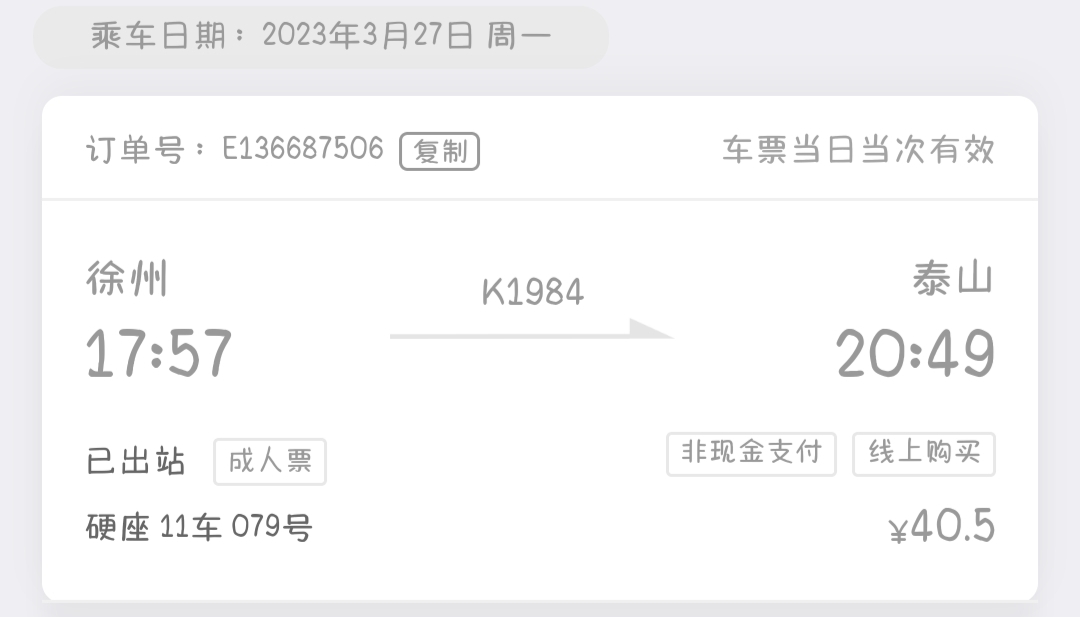 乘车日期：2023年3月27日 周一
订单号：E136687506 复制 车票当日当次有效
徐州 K1984 泰山
17:57 20:49
已出站 成人票 非现金支付 线上购买
硬座 11车 079号 ¥40.5